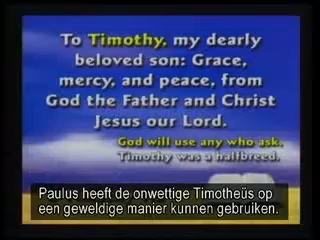 To Timothy, my dearly
beloved son: Grace,
mercy, and peace, from
God the Father and Christ
Jesus our Lord.
God will use any who ask.
Timothy was a halfbreed.
Paulus heeft de onwettige Timotheüs op
een geweldige manier kunnen gebruiken.